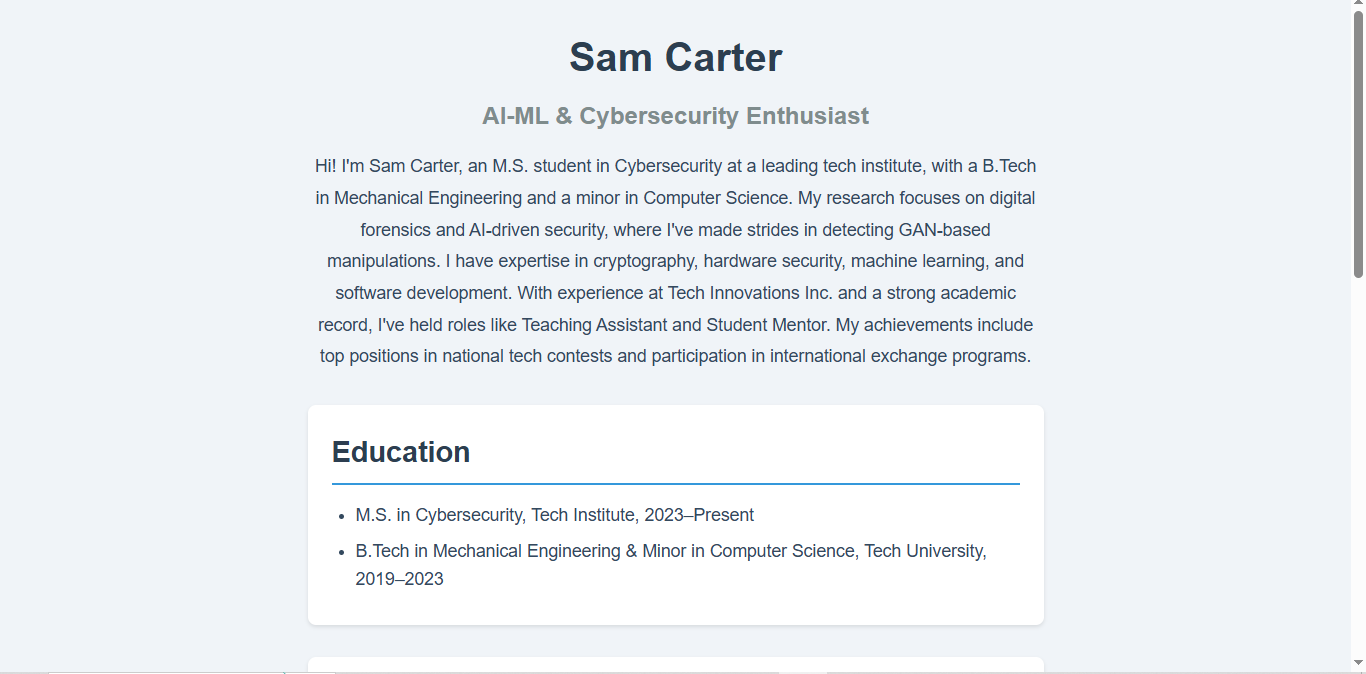 Sam Carter
AI-ML & Cybersecurity Enthusiast
Hi! I'm Sam Carter, an M.S. student in Cybersecurity at a leading tech institute, with a B.Tech
in Mechanical Engineering and a minor in Computer Science. My research focuses on digital
forensics and AI-driven security, where I've made strides in detecting GAN-based
manipulations. I have expertise in cryptography, hardware security, machine learning, and
software development. With experience at Tech Innovations Inc. and a strong academic
record, I've held roles like Teaching Assistant and Student Mentor. My achievements include
top positions in national tech contests and participation in international exchange programs.
Education
• M.S. in Cybersecurity, Tech Institute, 2023–Present
• B.Tech in Mechanical Engineering & Minor in Computer Science, Tech University,
2019–2023